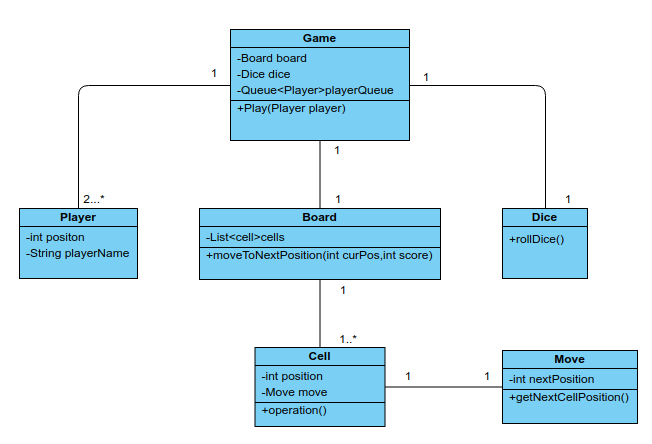 Game
-Board board
-Dice dice
-Queue<Player>playerQueue
+Play(Player player)
1
1
1
2...*
1
1
Player
-int positon
-String playerName
Board
-List<cell>cells
+moveToNextPosition(int curPos,int score)
Dice
+rollDice()
1
1..*
Cell
-int position
-Move move
+operation()
1
1
Move
-int nextPosition
+getNextCellPosition()